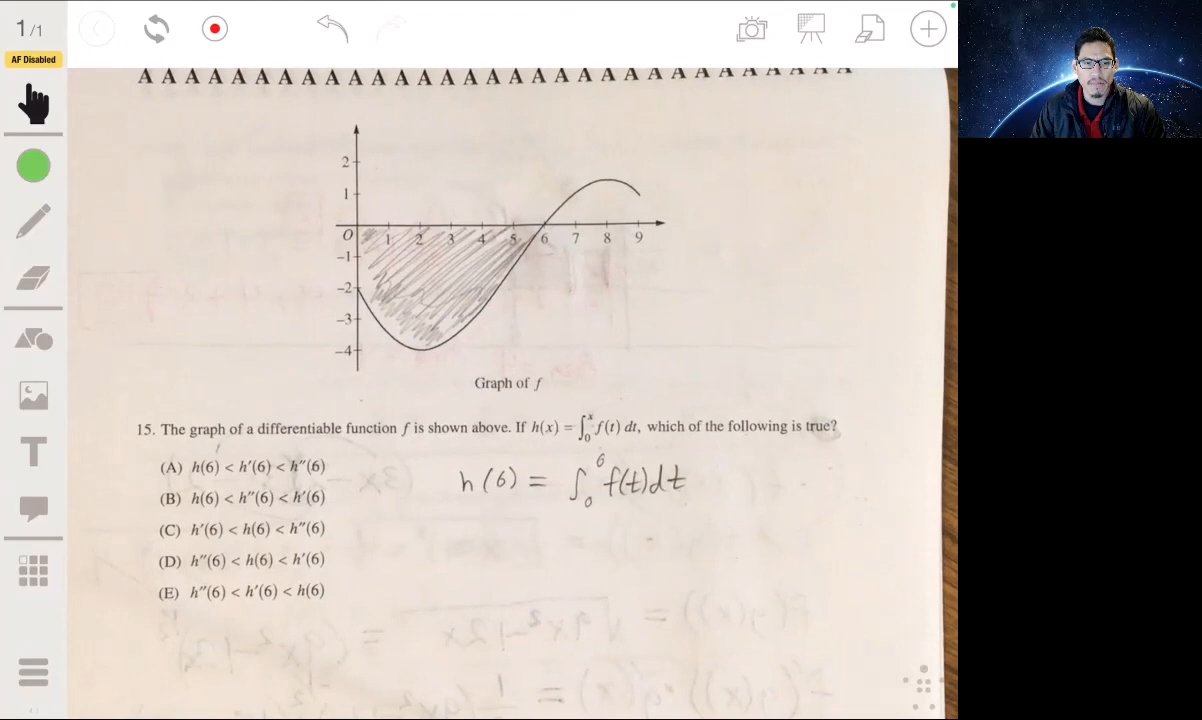 1/1
AF Disabled
A A A A A A A A A A A A A A A A A A A A A A A A A A A A A A A
2
1
O 1 2 3 4 5 6 7 8 9
-1
-2
-3
-4
Graph of f
15. The graph of a differentiable function f is shown above. If h(x) = ∫₀ˣ f(t) dt, which of the following is true?
(A) h(6) < h′(6) < h″(6)
(B) h(6) < h″(6) < h′(6)
(C) h′(6) < h(6) < h″(6)
(D) h″(6) < h(6) < h′(6)
(E) h″(6) < h′(6) < h(6)
h(6) = ∫₀⁶ f(t)dt
T